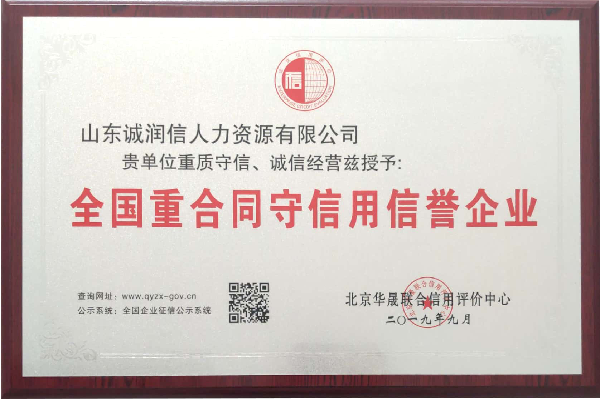 信
山东诚润信人力资源有限公司
贵单位重质守信、诚信经营兹授予:
全国重合同守信用信誉企业
查询网址: www.qyzx-gov.cn
公示系统: 全国企业征信公示系统
北京华晟联合信用评价中心
二〇一九年九月